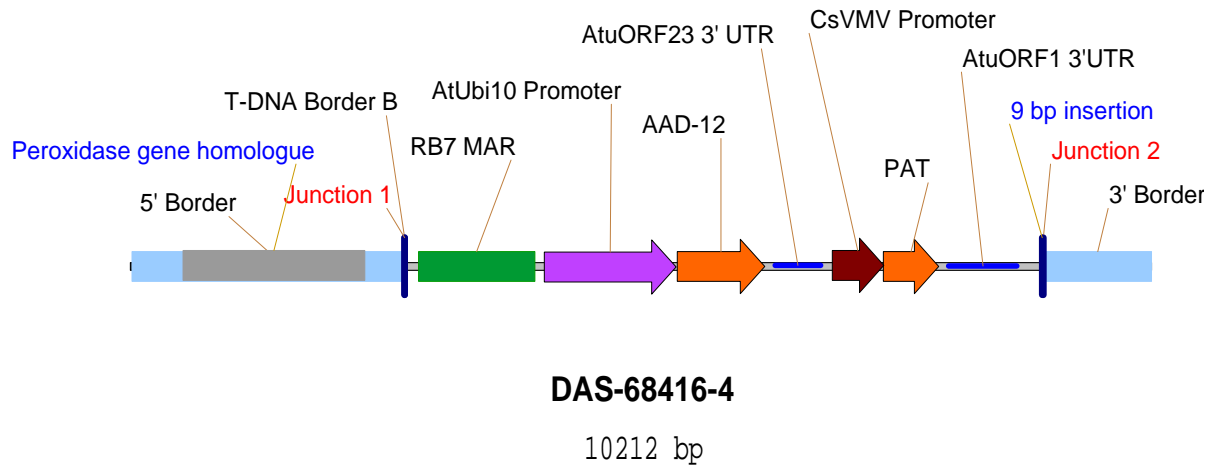 CsVMV Promoter
AtuORF23 3' UTR
AtuORF1 3'UTR
AtUbi10 Promoter
T-DNA Border B
9 bp insertion
AAD-12
Peroxidase gene homologue
RB7 MAR
Junction 2
PAT
Junction 1
3' Border
5' Border
DAS-68416-4
10212 bp